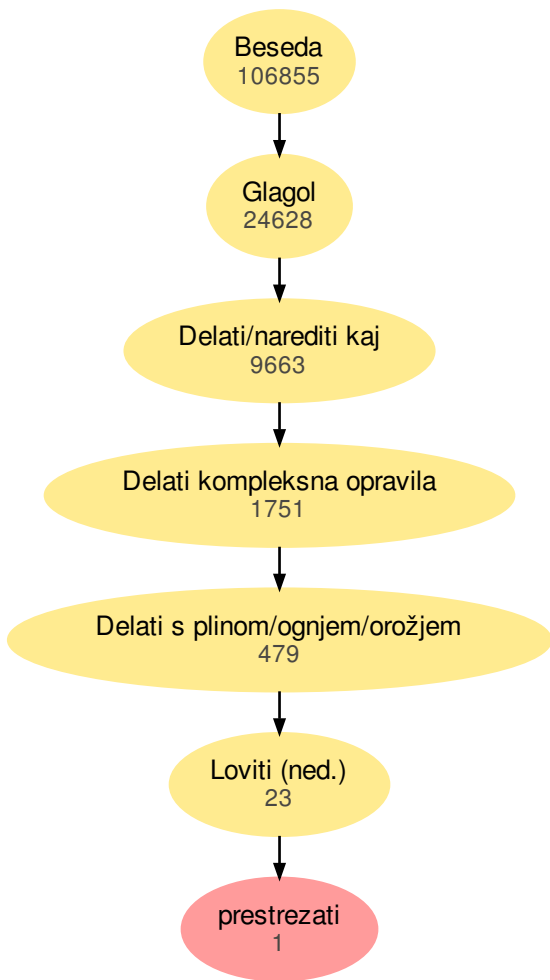 Beseda
106855
Glagol
24628
Delati/narediti kaj
9663
Delati kompleksna opravila
1751
Delati s plinom/ognjem/orožjem
479
Loviti (ned.)
23
prestrezati
1